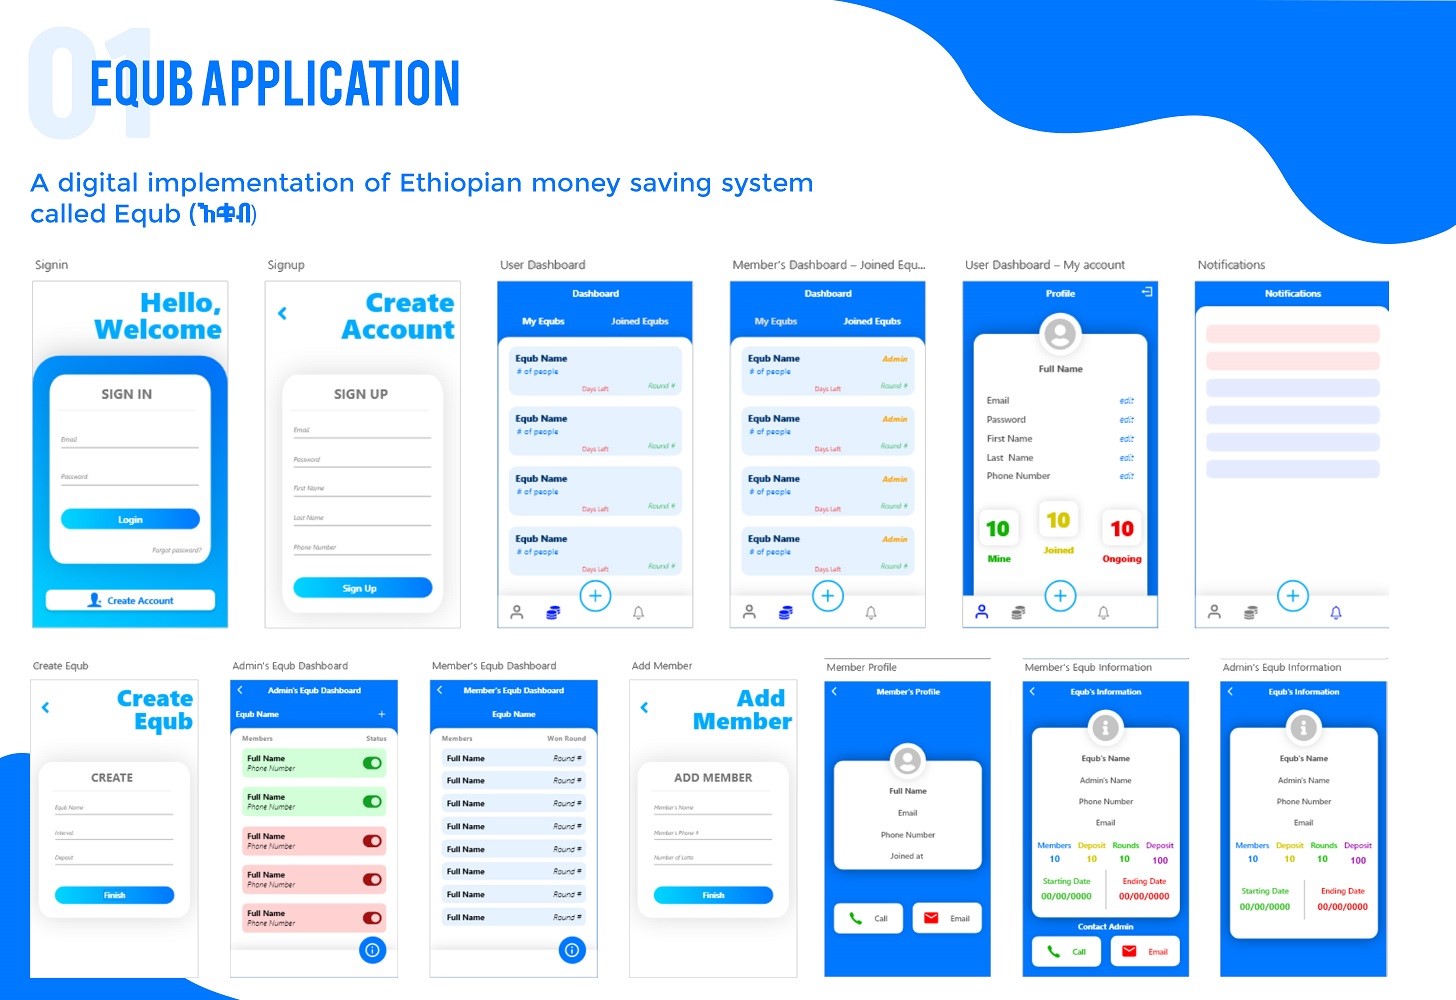 01
EQUB APPLICATION
A digital implementation of Ethiopian money saving system
called Equb (እቁብ)
Signin
Hello,
Welcome
SIGN IN
Email
Password
Login
Forgot password?
Create Account
Signup
Create
Account
SIGN UP
Email
Password
First Name
Last Name
Phone Number
Sign Up
User Dashboard
Dashboard
My Equbs Joined Equbs
Equb Name
# of people
Days Left Round #
Equb Name
# of people
Days Left Round #
Equb Name
# of people
Days Left Round #
Equb Name
# of people
Days Left Round #
Member's Dashboard – Joined Equ...
Dashboard
My Equbs Joined Equbs
Equb Name Admin
# of people
Days Left Round #
Equb Name Admin
# of people
Days Left Round #
Equb Name Admin
# of people
Days Left Round #
Equb Name Admin
# of people
Days Left Round #
User Dashboard – My account
Profile
Full Name
Email edit
Password edit
First Name edit
Last Name edit
Phone Number edit
10 10 10
Mine Joined Ongoing
Notifications
Notifications
Create Equb
Create
Equb
CREATE
Equb Name
Interval
Deposit
Finish
Admin's Equb Dashboard
Admin's Equb Dashboard
Equb Name +
Members Status
Full Name
Phone Number
Full Name
Phone Number
Full Name
Phone Number
Full Name
Phone Number
Full Name
Phone Number
Member's Equb Dashboard
Member's Equb Dashboard
Equb Name
Members Won Round
Full Name Round #
Full Name Round #
Full Name Round #
Full Name Round #
Full Name Round #
Full Name Round #
Full Name Round #
Full Name Round #
Add Member
Add
Member
ADD MEMBER
Member's Name
Member's Phone #
Number of Lotto
Finish
Member Profile
Member's Profile
Full Name
Email
Phone Number
Joined at
Call Email
Member's Equb Information
Equb's Information
Equb's Name
Admin's Name
Phone Number
Email
Members Deposit Rounds Deposit
10 10 10 100
Starting Date Ending Date
00/00/0000 00/00/0000
Contact Admin
Call Email
Admin's Equb Information
Equb's Information
Equb's Name
Admin's Name
Phone Number
Email
Members Deposit Rounds Deposit
10 10 10 100
Starting Date Ending Date
00/00/0000 00/00/0000